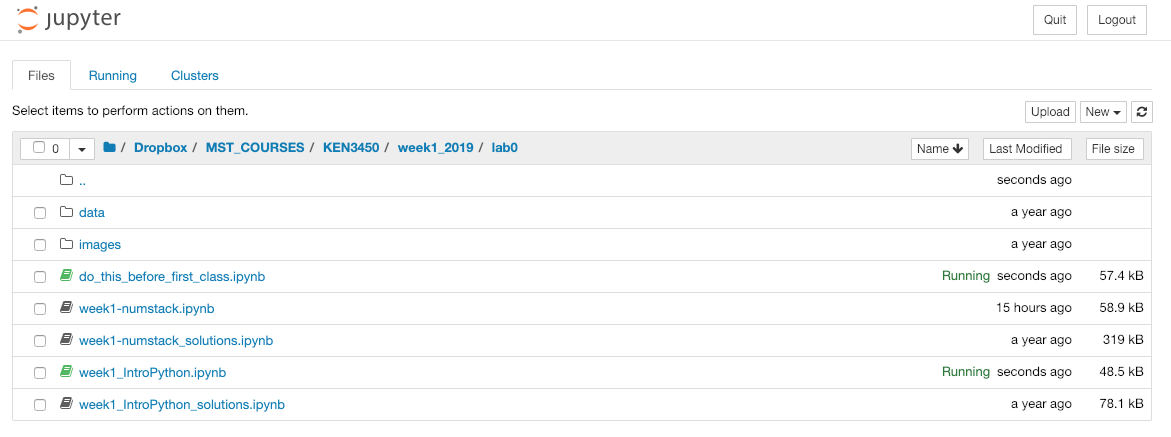 jupyter Quit Logout
Files Running Clusters
Select items to perform actions on them. Upload New
0 / Dropbox / MST_COURSES / KEN3450 / week1_2019 / lab0 Name Last Modified File size
.. seconds ago
data a year ago
images a year ago
do_this_before_first_class.ipynb Running seconds ago 57.4 kB
week1-numstack.ipynb 15 hours ago 58.9 kB
week1-numstack_solutions.ipynb a year ago 319 kB
week1_IntroPython.ipynb Running seconds ago 48.5 kB
week1_IntroPython_solutions.ipynb a year ago 78.1 kB